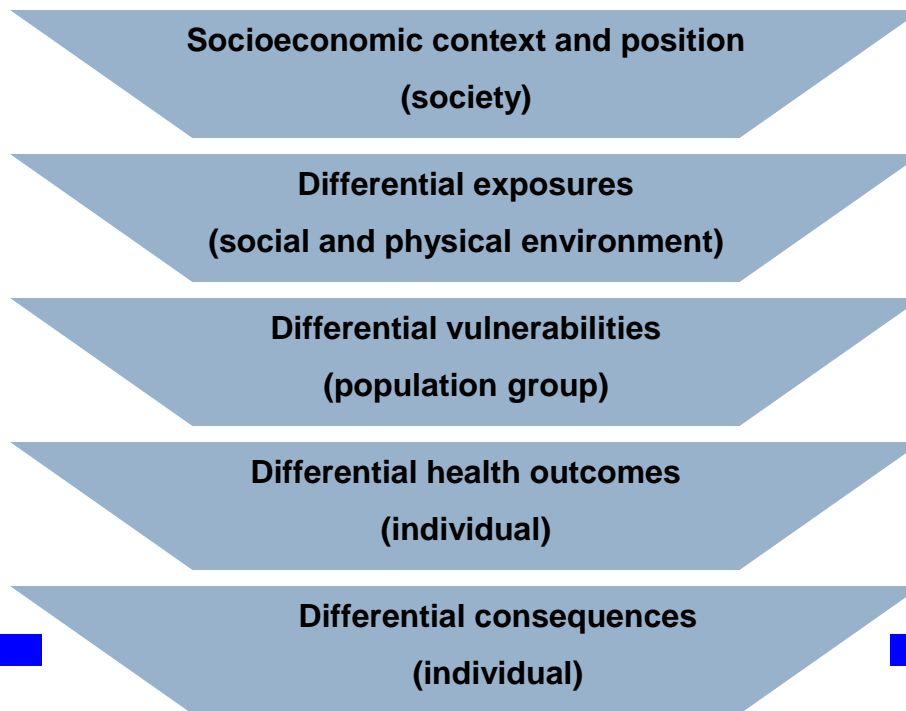 Socioeconomic context and position
(society)
Differential exposures
(social and physical environment)
Differential vulnerabilities
(population group)
Differential health outcomes
(individual)
Differential consequences
(individual)